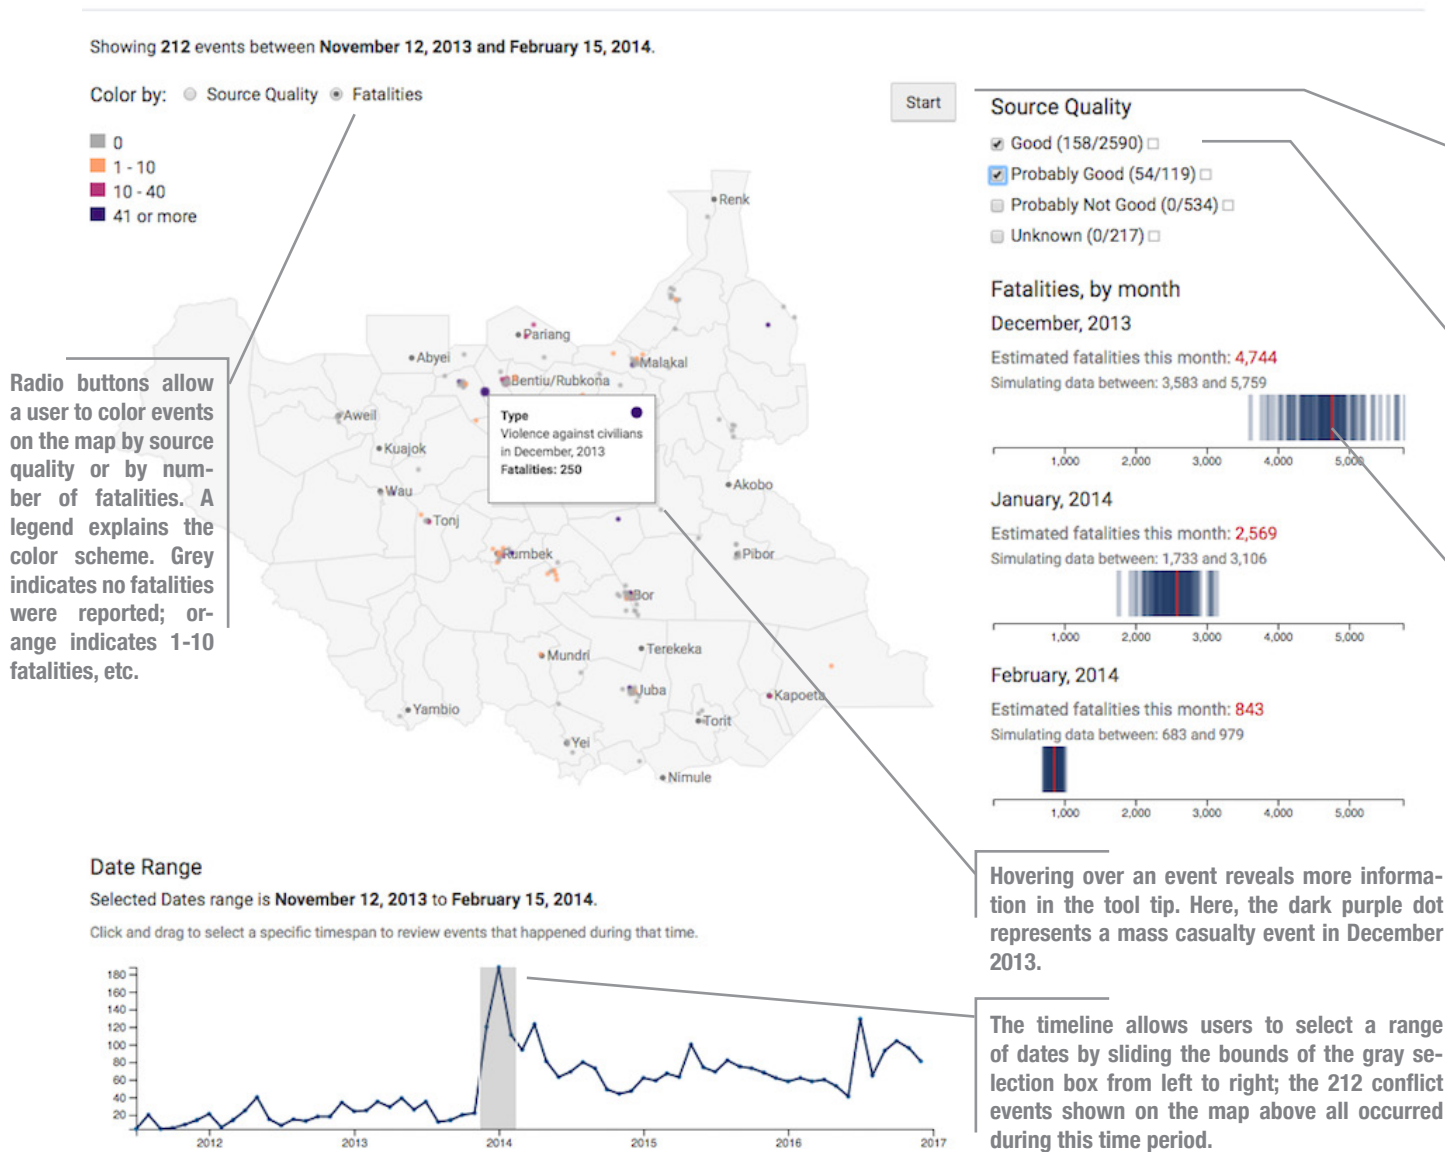 Showing 212 events between November 12, 2013 and February 15, 2014.
Color by: Source Quality Fatalities
0
1 - 10
10 - 40
41 or more
Start
Source Quality
Good (158/2590)
Probably Good (54/119)
Probably Not Good (0/534)
Unknown (0/217)
Fatalities, by month
December, 2013
Estimated fatalities this month: 4,744
Simulating data between: 3,583 and 5,759
1,000 2,000 3,000 4,000 5,000
January, 2014
Estimated fatalities this month: 2,569
Simulating data between: 1,733 and 3,106
1,000 2,000 3,000 4,000 5,000
February, 2014
Estimated fatalities this month: 843
Simulating data between: 683 and 979
1,000 2,000 3,000 4,000 5,000
Renk
Pariang
Abyei
Malakal
Bentiu/Rubkona
Aweil
Kuajok
Wau
Tonj
Akobo
Rumbek
Pibor
Bor
Mundri
Terekeka
Juba
Kapoeta
Yambio
Torit
Yei
Nimule
Type
Violence against civilians
in December, 2013
Fatalities: 250
Radio buttons allow
a user to color events
on the map by source
quality or by num-
ber of fatalities. A
legend explains the
color scheme. Grey
indicates no fatalities
were reported; or-
ange indicates 1-10
fatalities, etc.
Hovering over an event reveals more informa-
tion in the tool tip. Here, the dark purple dot
represents a mass casualty event in December
2013.
Date Range
Selected Dates range is November 12, 2013 to February 15, 2014.
Click and drag to select a specific timespan to review events that happened during that time.
180
160
140
120
100
80
60
40
20
2012 2013 2014 2015 2016 2017
The timeline allows users to select a range
of dates by sliding the bounds of the gray se-
lection box from left to right; the 212 conflict
events shown on the map above all occurred
during this time period.